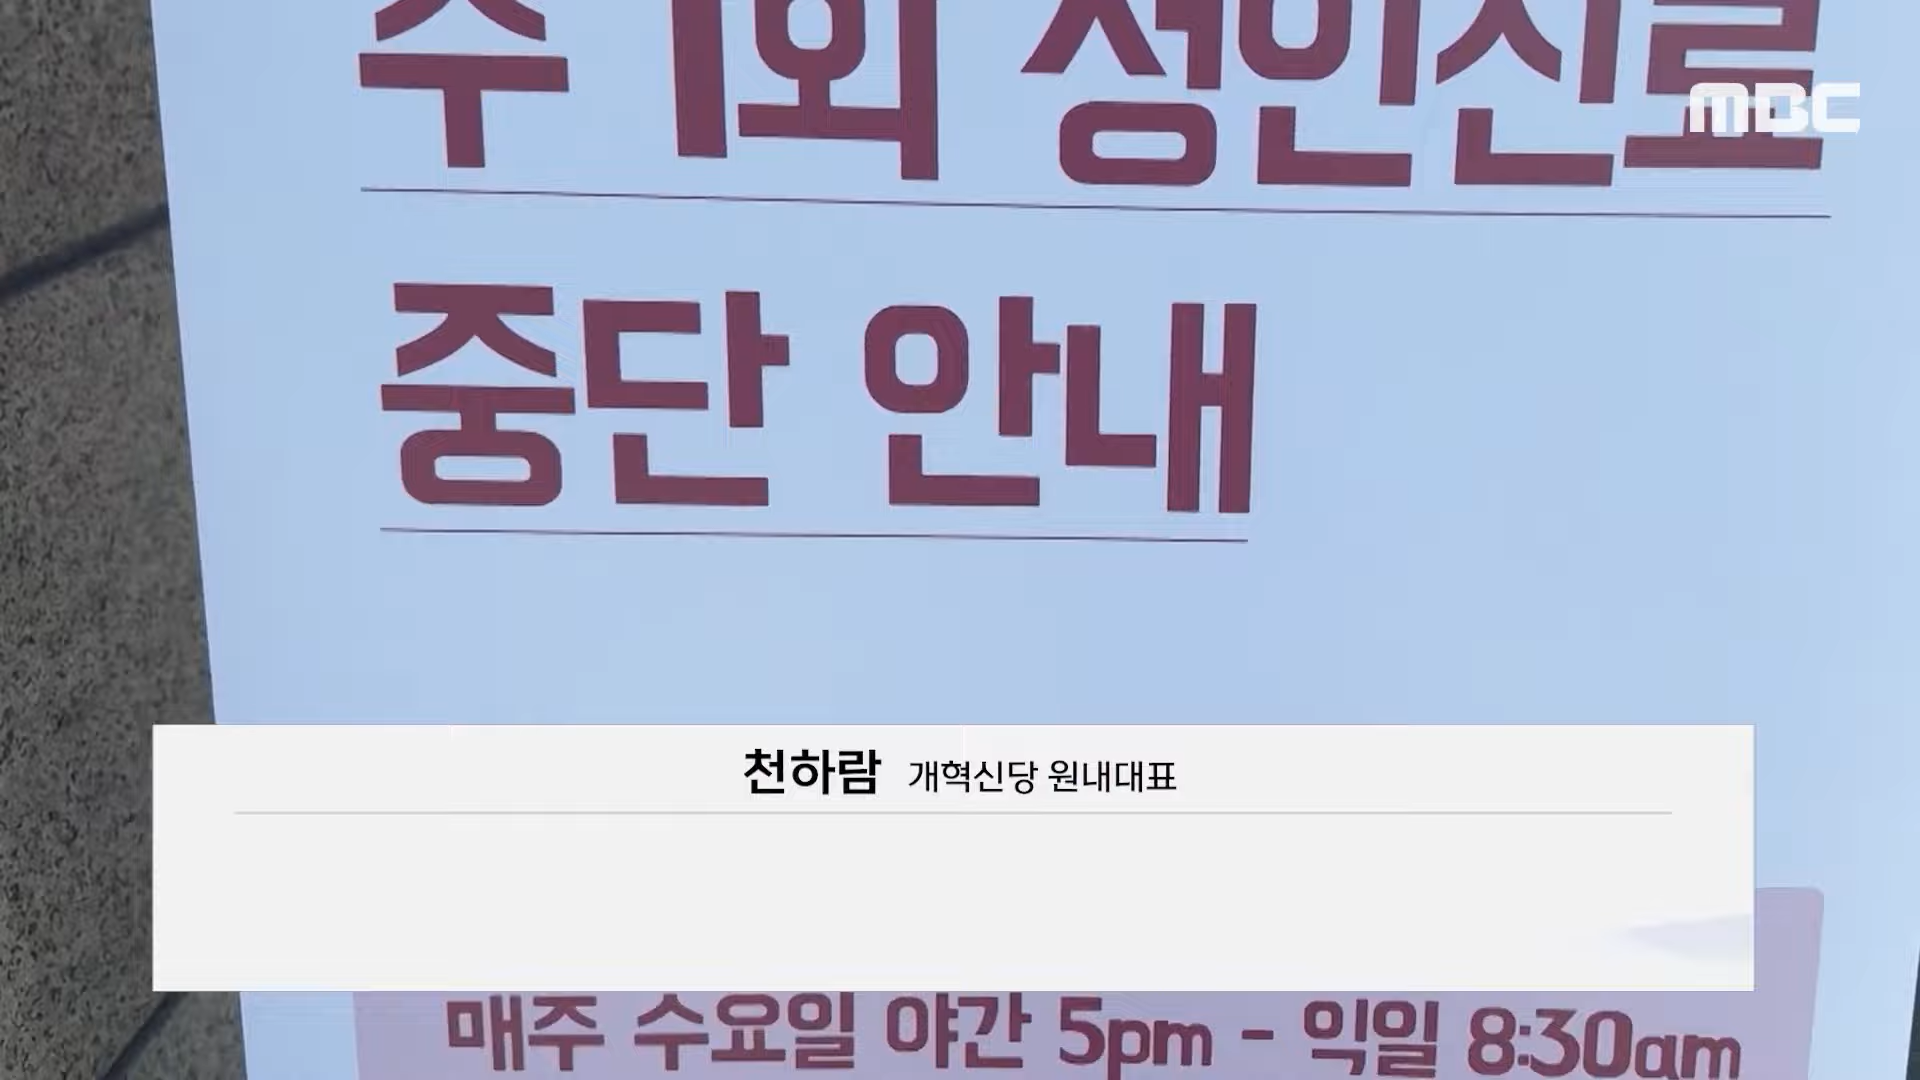 주 1회 성인진료
MBC
중단 안내
천하람 개혁신당 원내대표
매주 수요일 야간 5pm - 익일 8:30am